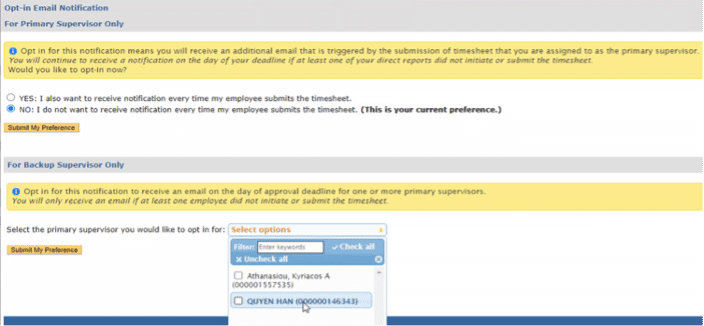 Opt-in Email Notification
For Primary Supervisor Only
Opt in for this notification means you will receive an additional email that is triggered by the submission of timesheet that you are assigned to as the primary supervisor.
You will continue to receive a notification on the day of your deadline if at least one of your direct reports did not initiate or submit the timesheet.
Would you like to opt-in now?
YES: I also want to receive notification every time my employee submits the timesheet.
NO: I do not want to receive notification every time my employee submits the timesheet. (This is your current preference.)
Submit My Preference
For Backup Supervisor Only
Opt in for this notification to receive an email on the day of approval deadline for one or more primary supervisors.
You will only receive an email if at least one employee did not initiate or submit the timesheet.
Select the primary supervisor you would like to opt in for: Select options
Submit My Preference
Filter: Enter keywords Check all
Uncheck all
Athanasiou, Kyriacos A
(000001557535)
QUYEN HAN (000000146343)